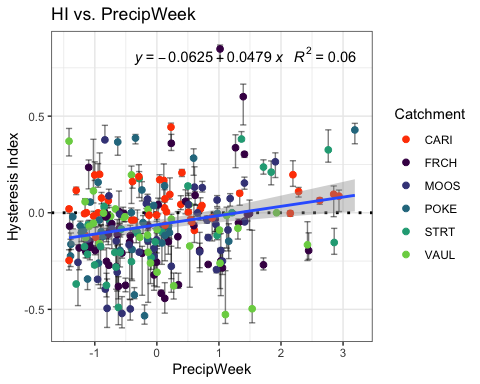 HI vs. PrecipWeek
y = −0.0625 + 0.0479 x R² = 0.06
Hysteresis Index
0.5
0.0
-0.5
-1
0
1
2
3
PrecipWeek
Catchment
CARI
FRCH
MOOS
POKE
STRT
VAUL